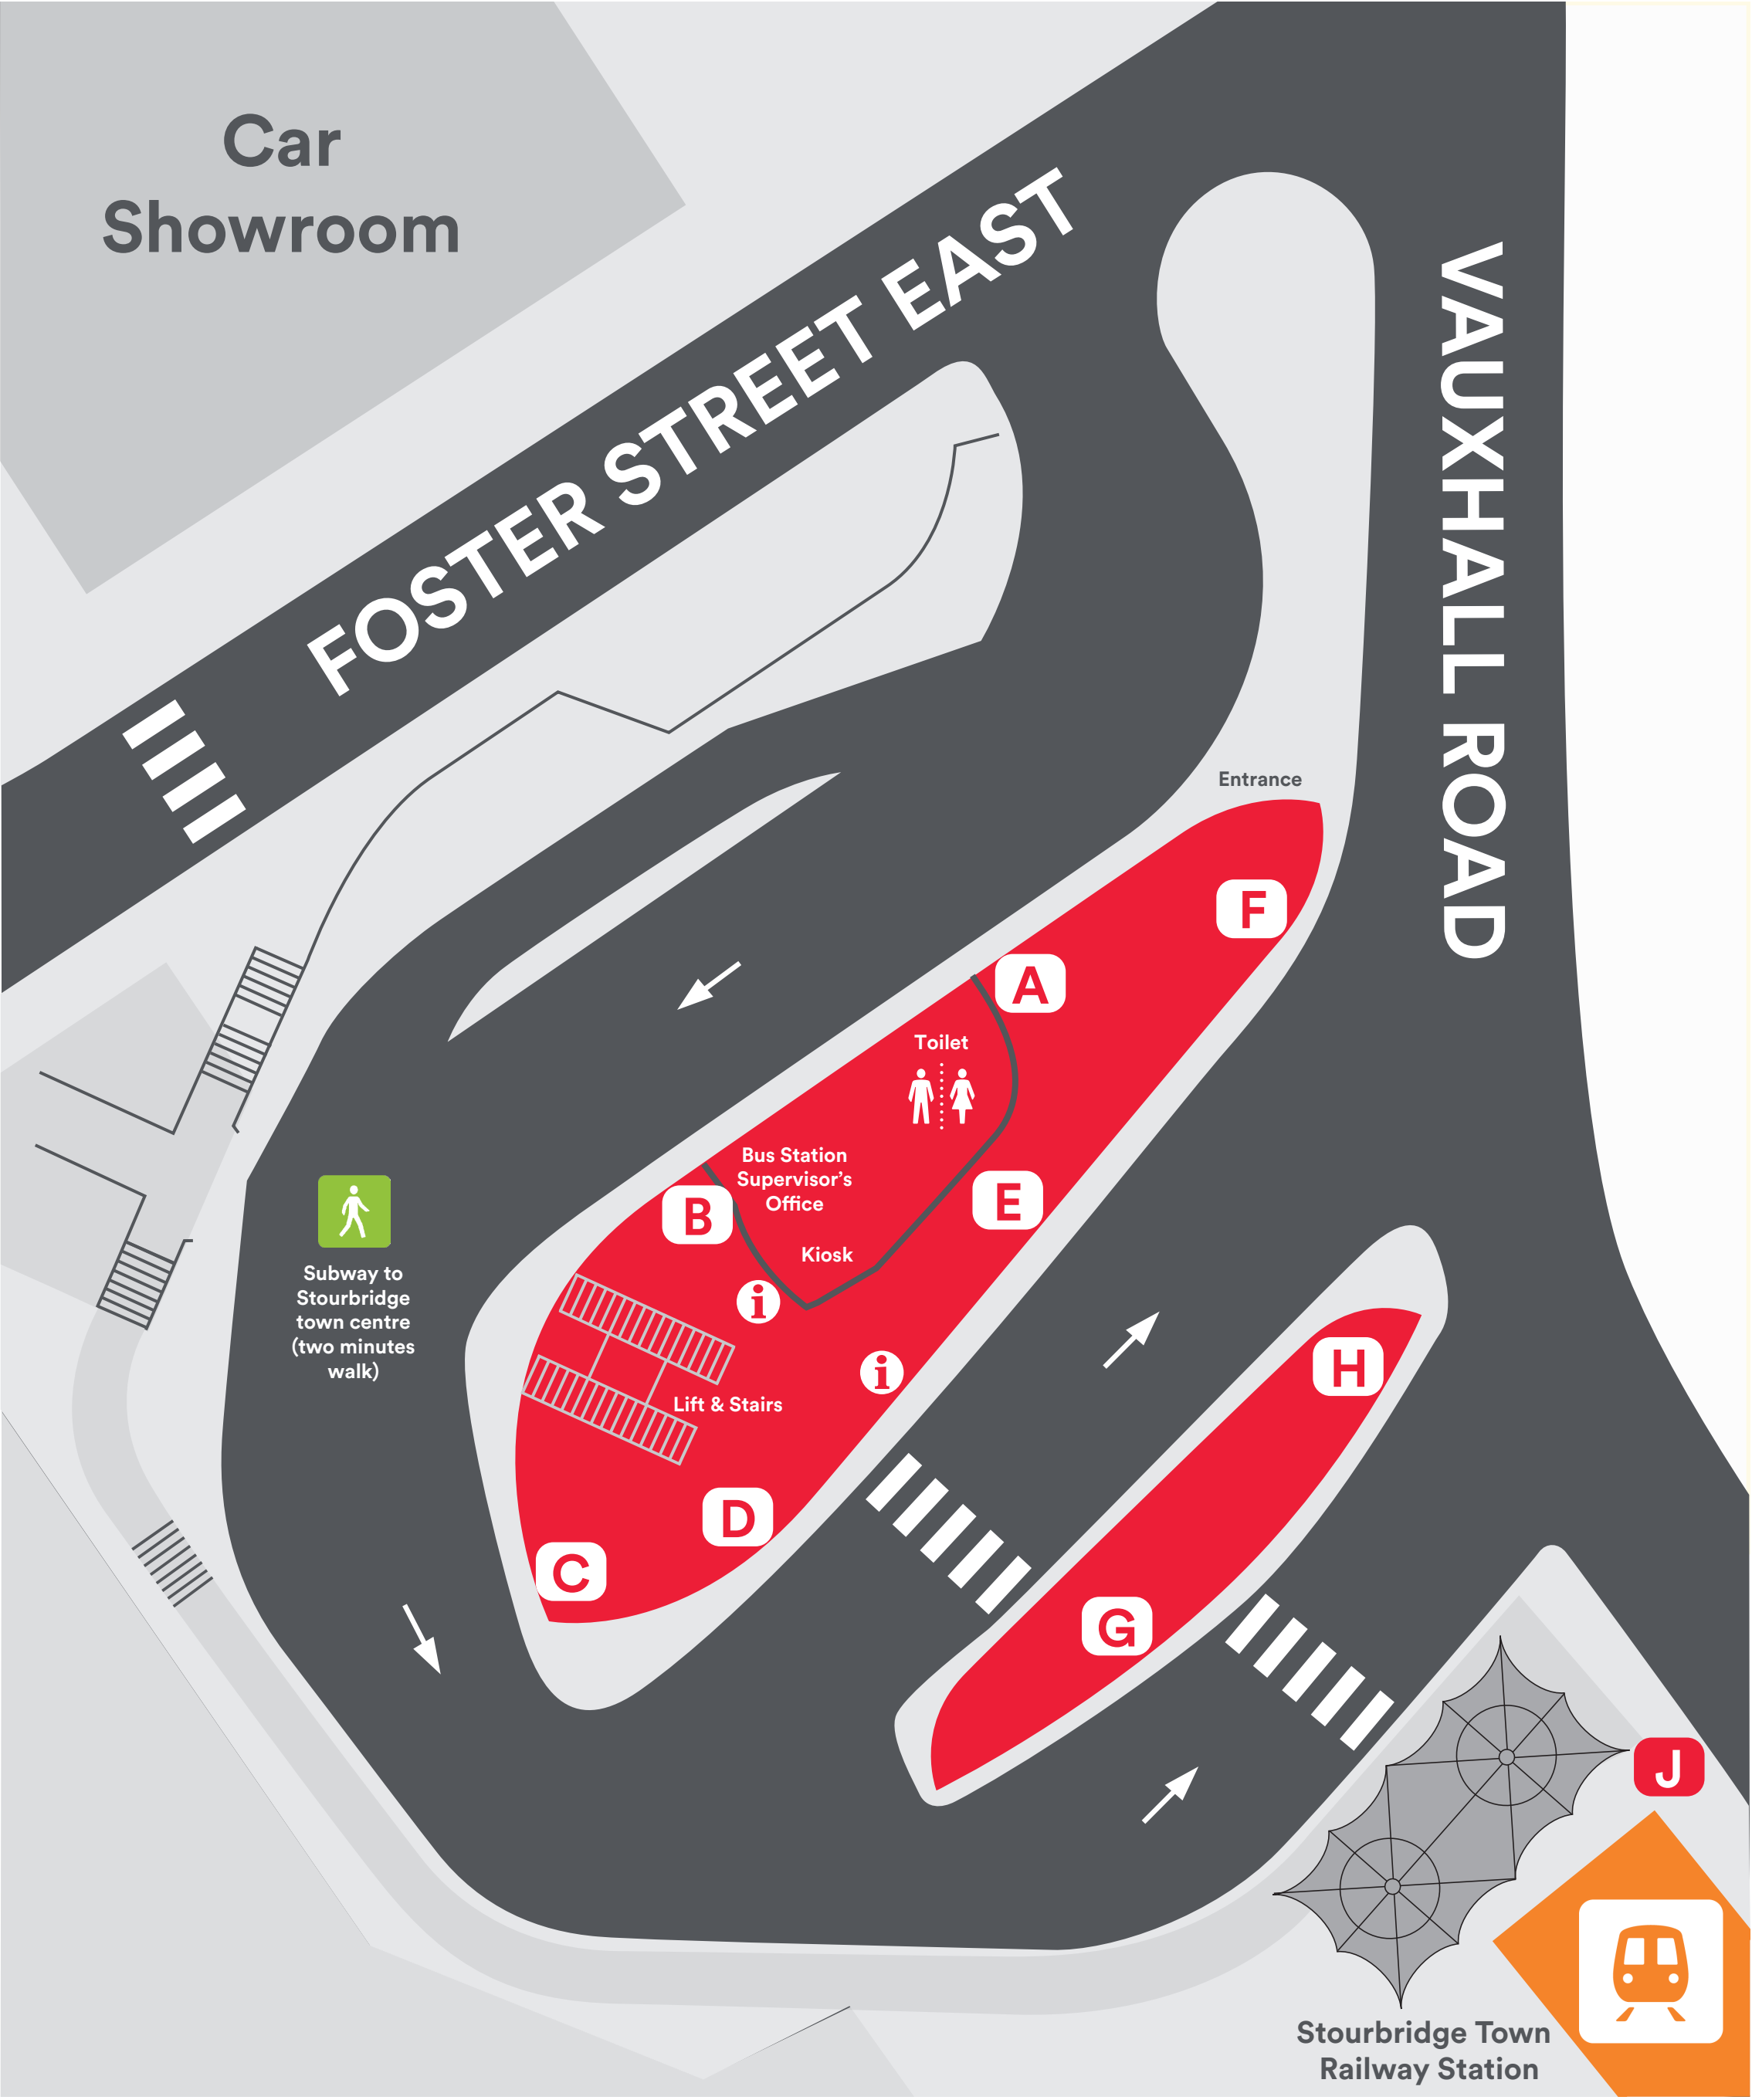 Car
Showroom
FOSTER STREET EAST
VAUXHALL ROAD
Entrance
F
A
Toilet
Bus Station
Supervisor's
Office
B
E
Kiosk
i
Subway to
Stourbridge
town centre
(two minutes
walk)
i
H
Lift & Stairs
D
C
G
J
Stourbridge Town
Railway Station